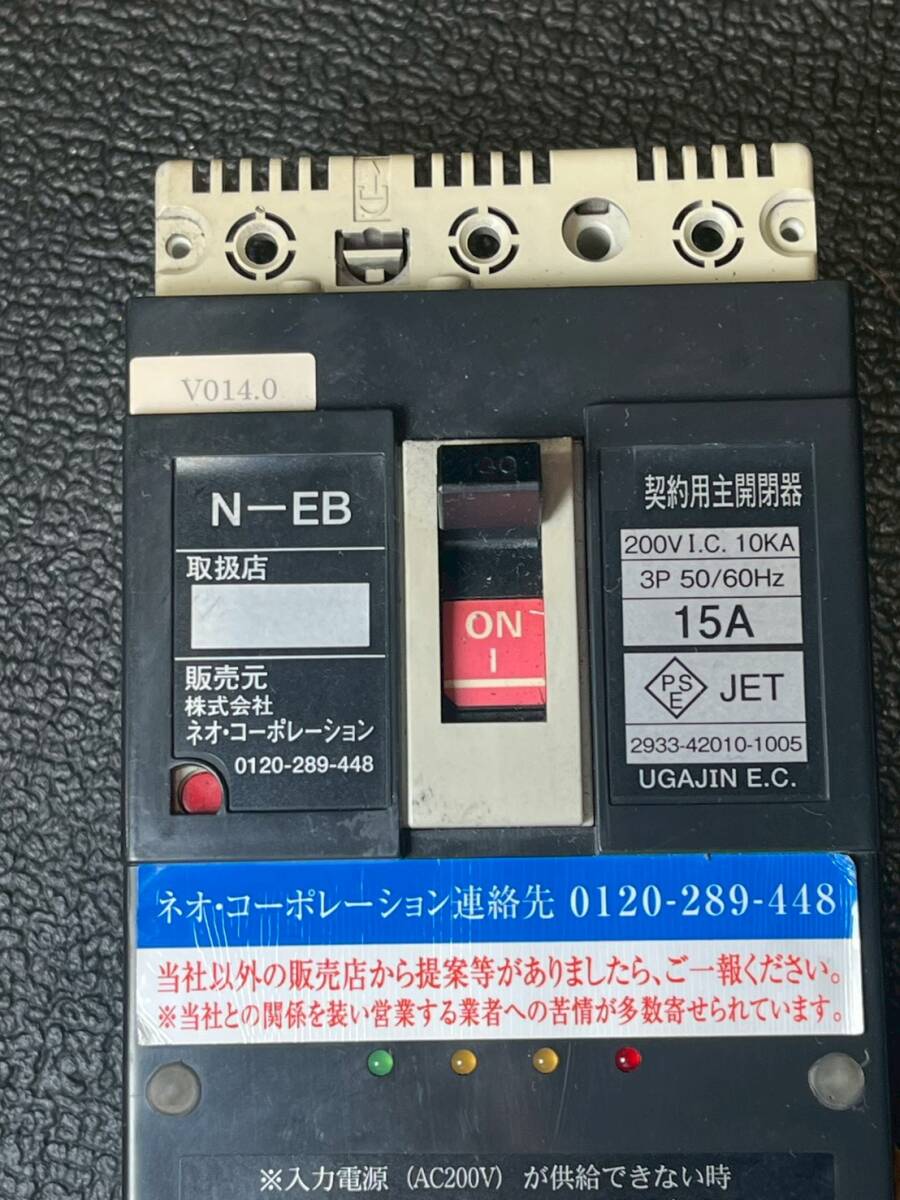 V014.0
N−EB
取扱店
販売元
株式会社
ネオ・コーポレーション
0120-289-448
ON
I
契約用主開閉器
200V I.C. 10KA
3P 50/60Hz
15A
PSE JET
2933-42010-1005
UGAJIN E.C.
ネオ・コーポレーション連絡先 0120-289-448
当社以外の販売店から提案等がありましたら、ご一報ください。
※当社との関係を装い営業する業者への苦情が多数寄せられています。
※入力電源（AC200V）が供給できない時